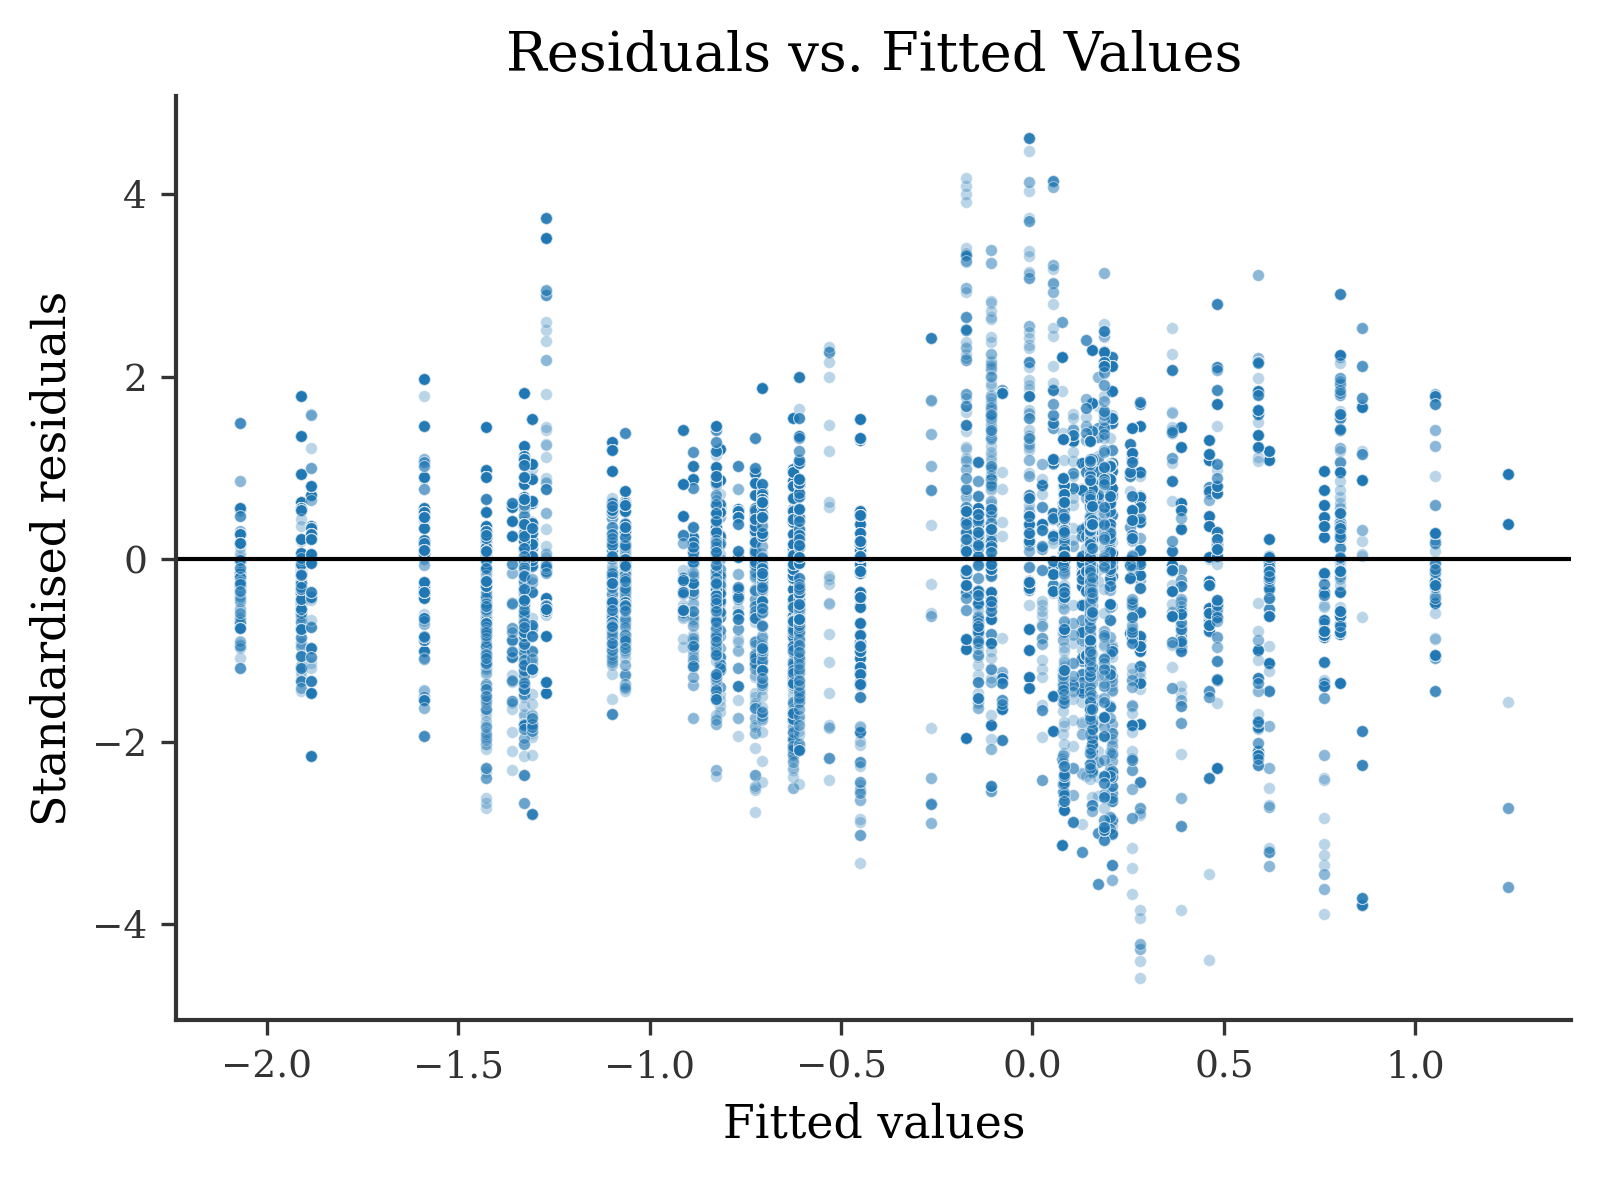 Residuals vs. Fitted Values
Standardised residuals
4
2
0
−2
−4
−2.0 −1.5 −1.0 −0.5 0.0 0.5 1.0
Fitted values